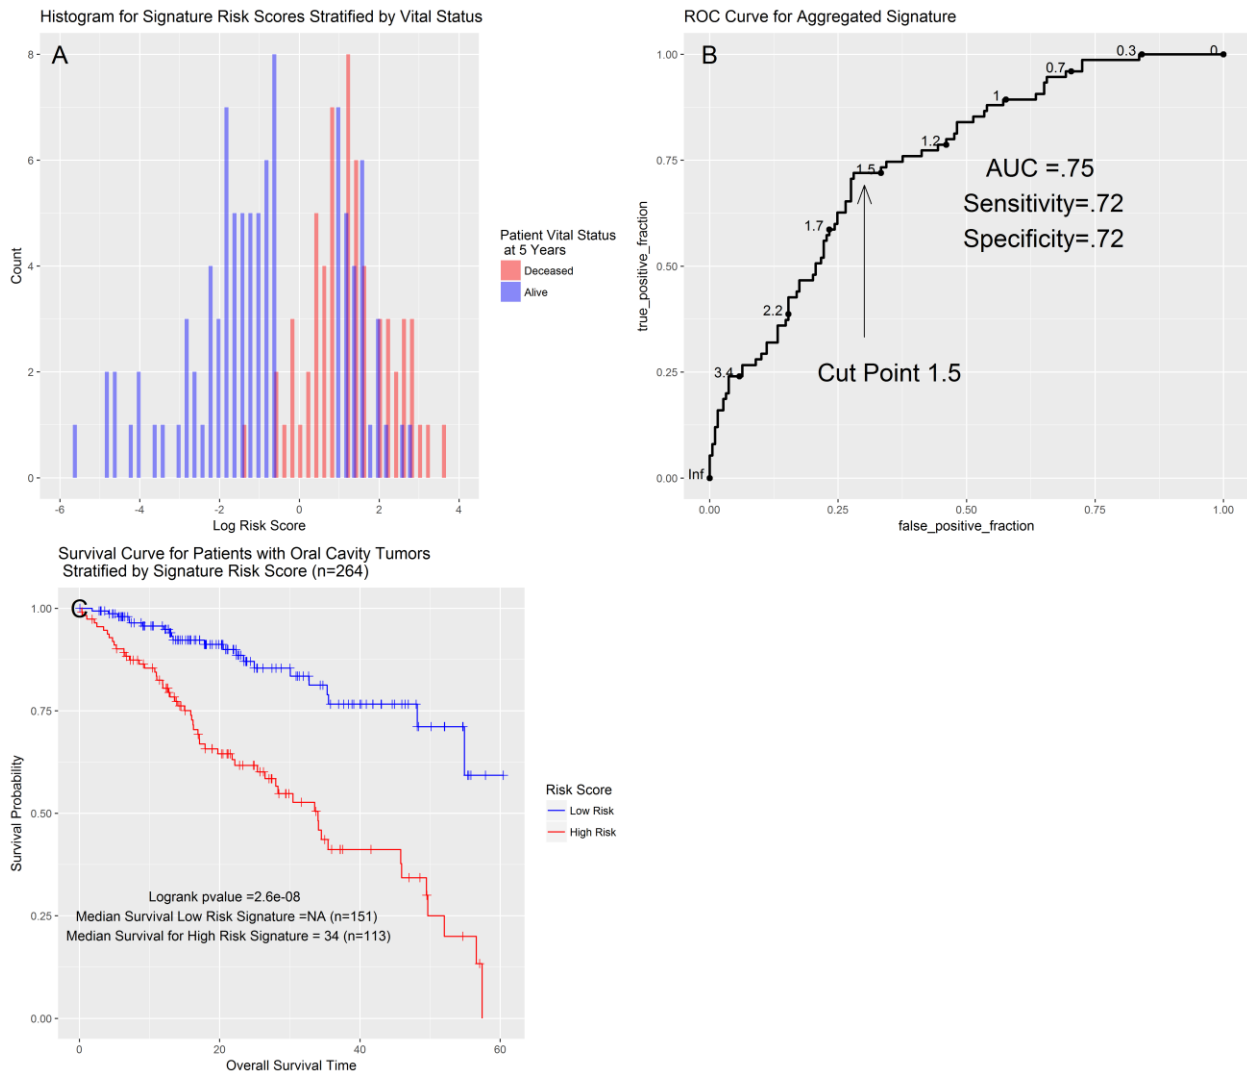 Histogram for Signature Risk Scores Stratified by Vital Status
A
8
6
4
2
0
Count
-6
-4
-2
0
2
4
Log Risk Score
Patient Vital Status
at 5 Years
Deceased
Alive
ROC Curve for Aggregated Signature
B
1.00
0.75
0.50
0.25
0.00
true_positive_fraction
0
0.3
0.7
1
1.2
1.5
1.7
2.2
3.4
Inf
AUC =.75
Sensitivity=.72
Specificity=.72
Cut Point 1.5
0.00
0.25
0.50
0.75
1.00
false_positive_fraction
Survival Curve for Patients with Oral Cavity Tumors
Stratified by Signature Risk Score (n=264)
C
1.00
0.75
0.50
0.25
0.00
Survival Probability
Logrank pvalue =2.6e-08
Median Survival Low Risk Signature =NA (n=151)
Median Survival for High Risk Signature = 34 (n=113)
0
20
40
60
Overall Survival Time
Risk Score
Low Risk
High Risk